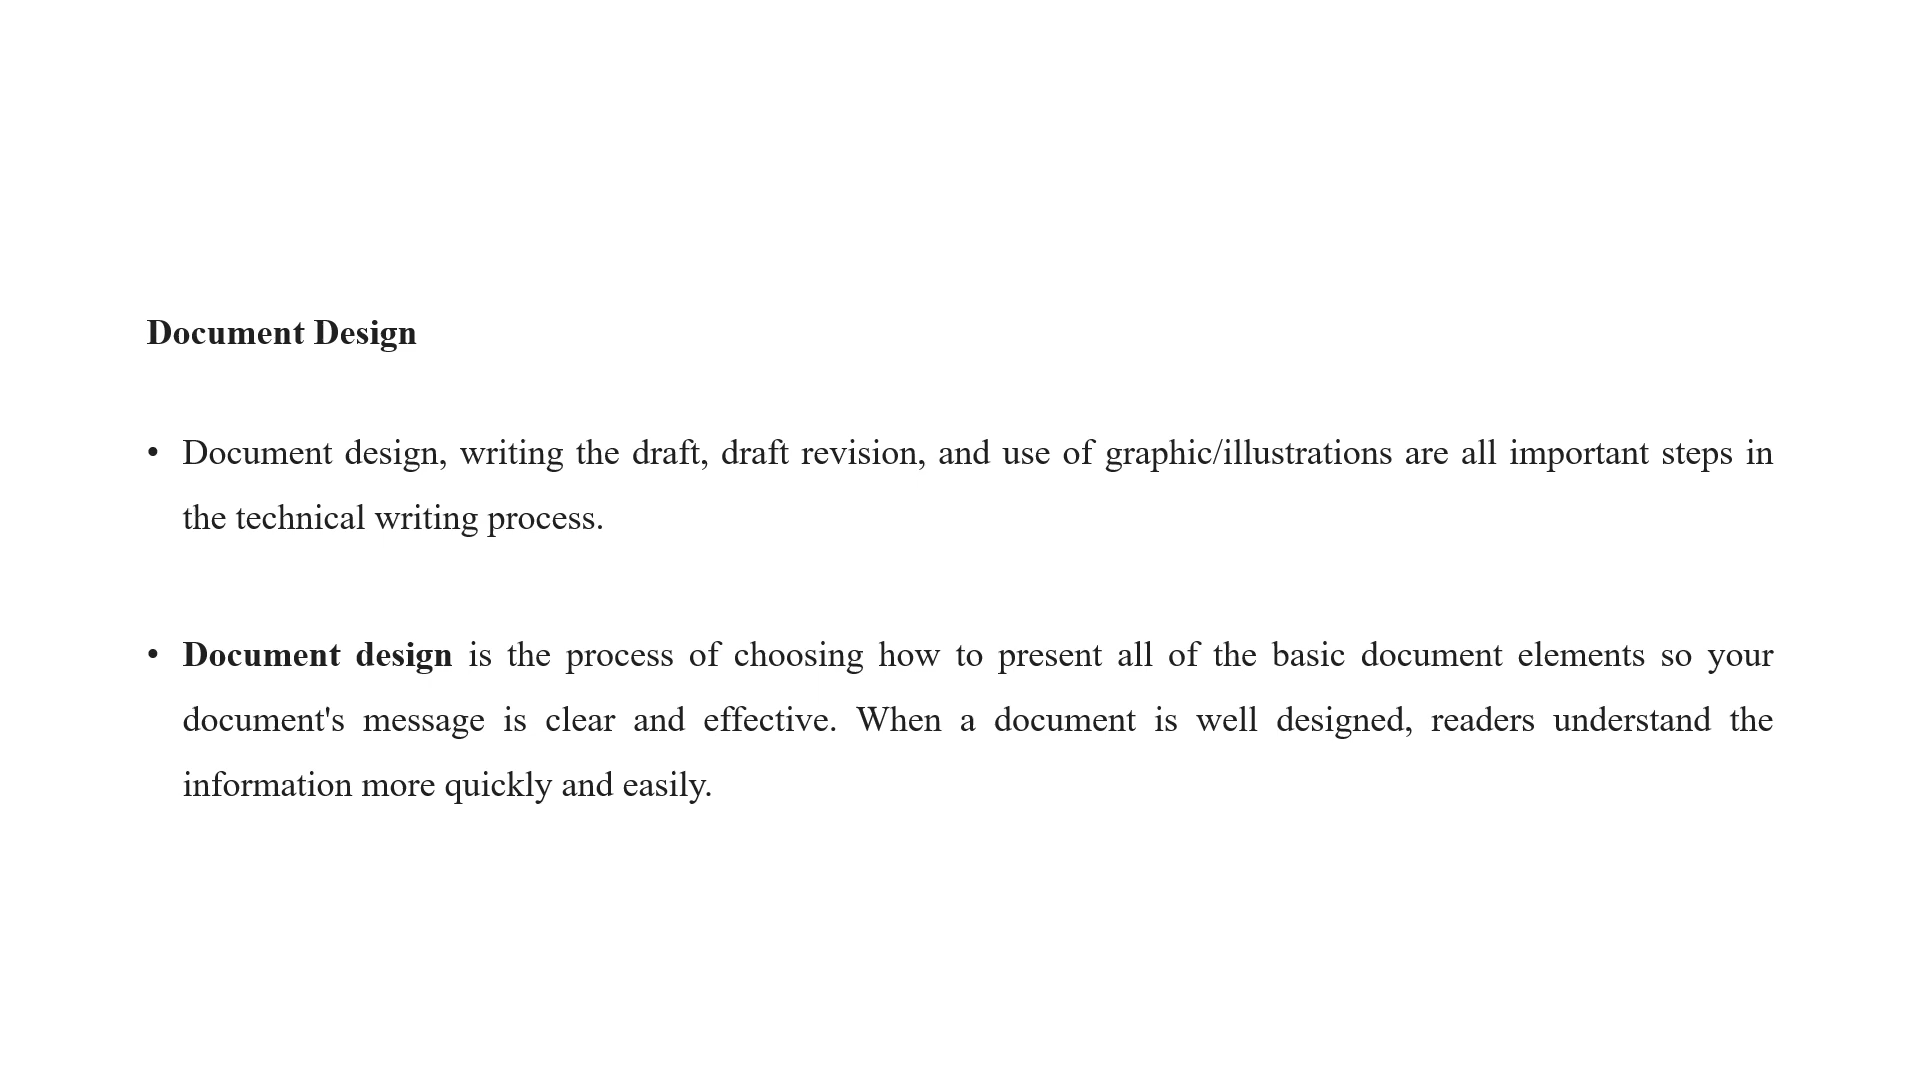 Document Design
• Document design, writing the draft, draft revision, and use of graphic/illustrations are all important steps in
the technical writing process.
• Document design is the process of choosing how to present all of the basic document elements so your
document's message is clear and effective. When a document is well designed, readers understand the
information more quickly and easily.